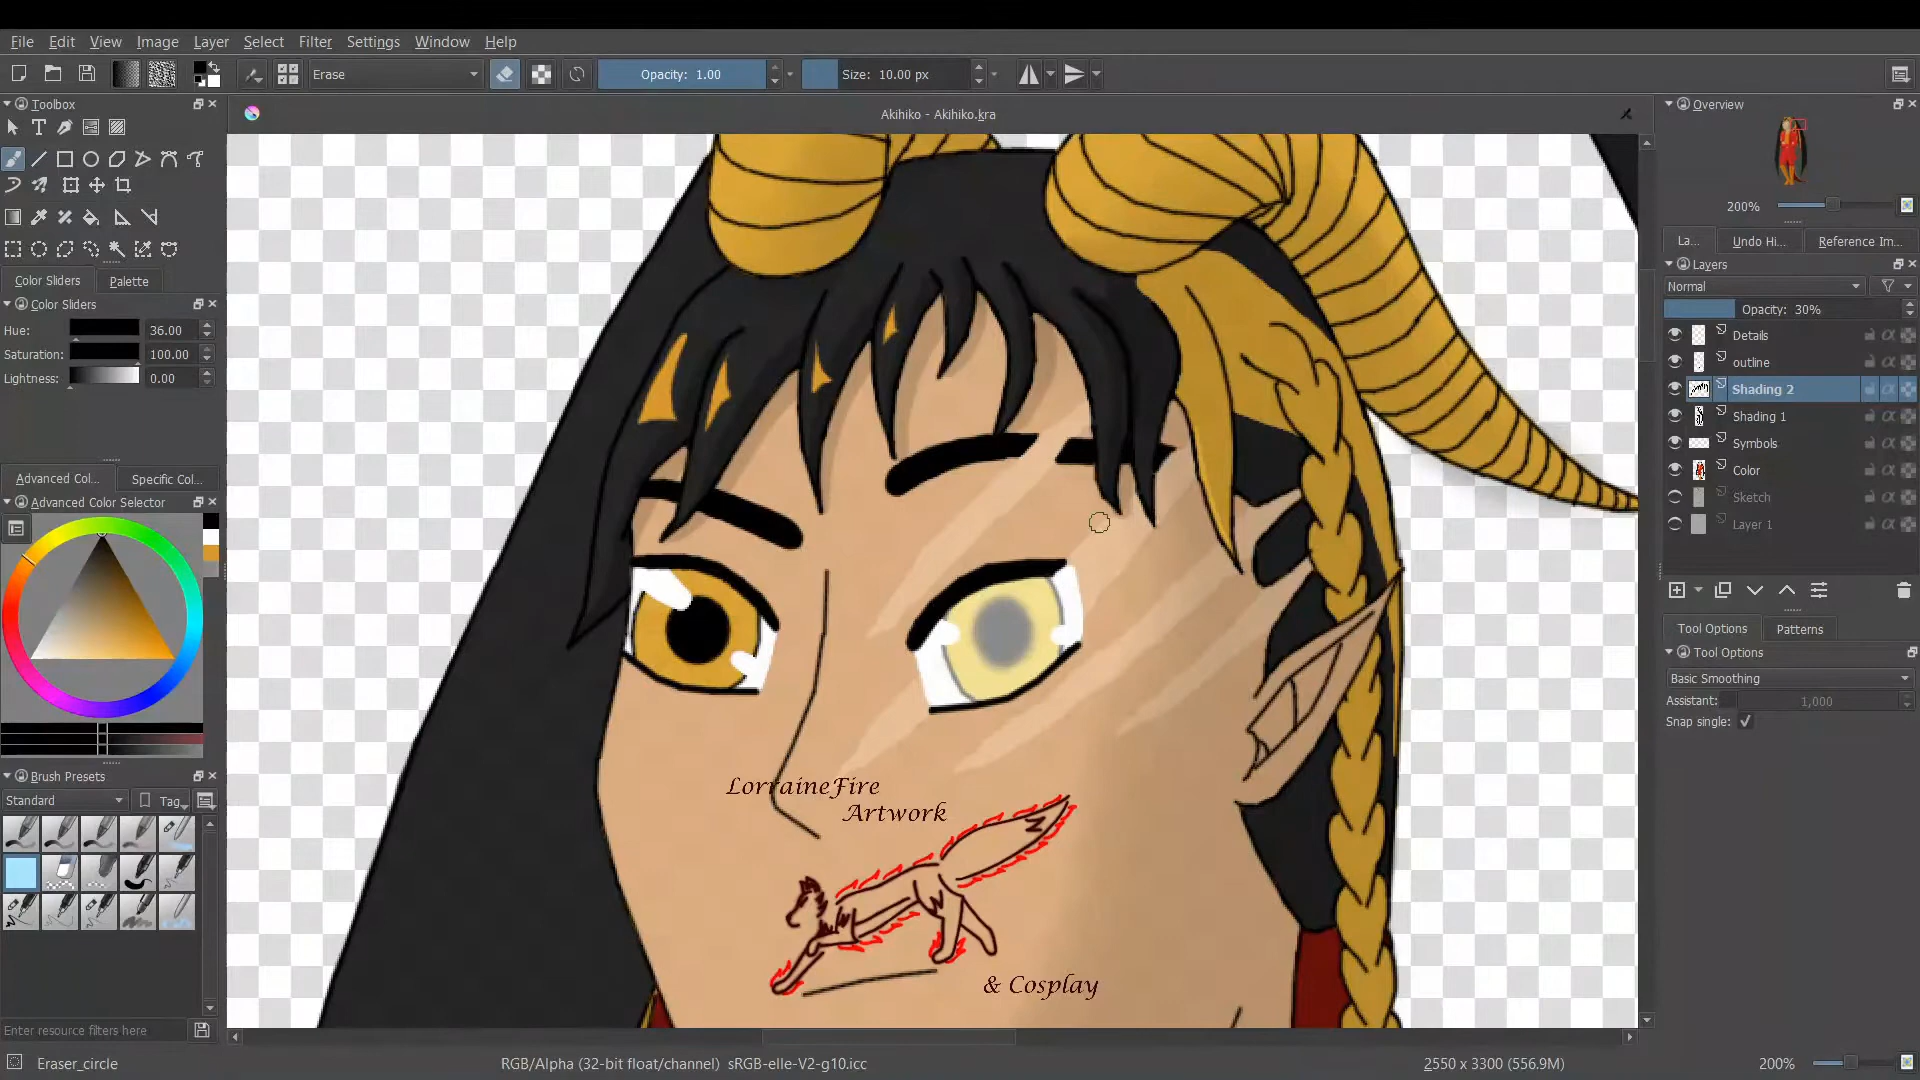 File Edit View Image Layer Select Filter Settings Window Help
Erase Opacity: 1.00 Size: 10.00 px
Toolbox
Akihiko - Akihiko.kra
Overview
200%
La... Undo Hi... Reference Im...
Layers
Normal
Opacity: 30%
Details
outline
Shading 2
Shading 1
Symbols
Color
Sketch
Layer 1
Tool Options Patterns
Tool Options
Basic Smoothing
Assistant: 1,000
Snap single:
Color Sliders Palette
Color Sliders
Hue: 36.00
Saturation: 100.00
Lightness: 0.00
Advanced Col... Specific Col...
Advanced Color Selector
Brush Presets
Standard Tag
Enter resource filters here
LorraineFire
Artwork
& Cosplay
Eraser_circle RGB/Alpha (32-bit float/channel) sRGB-elle-V2-g10.icc 2550 x 3300 (556.9M) 200%